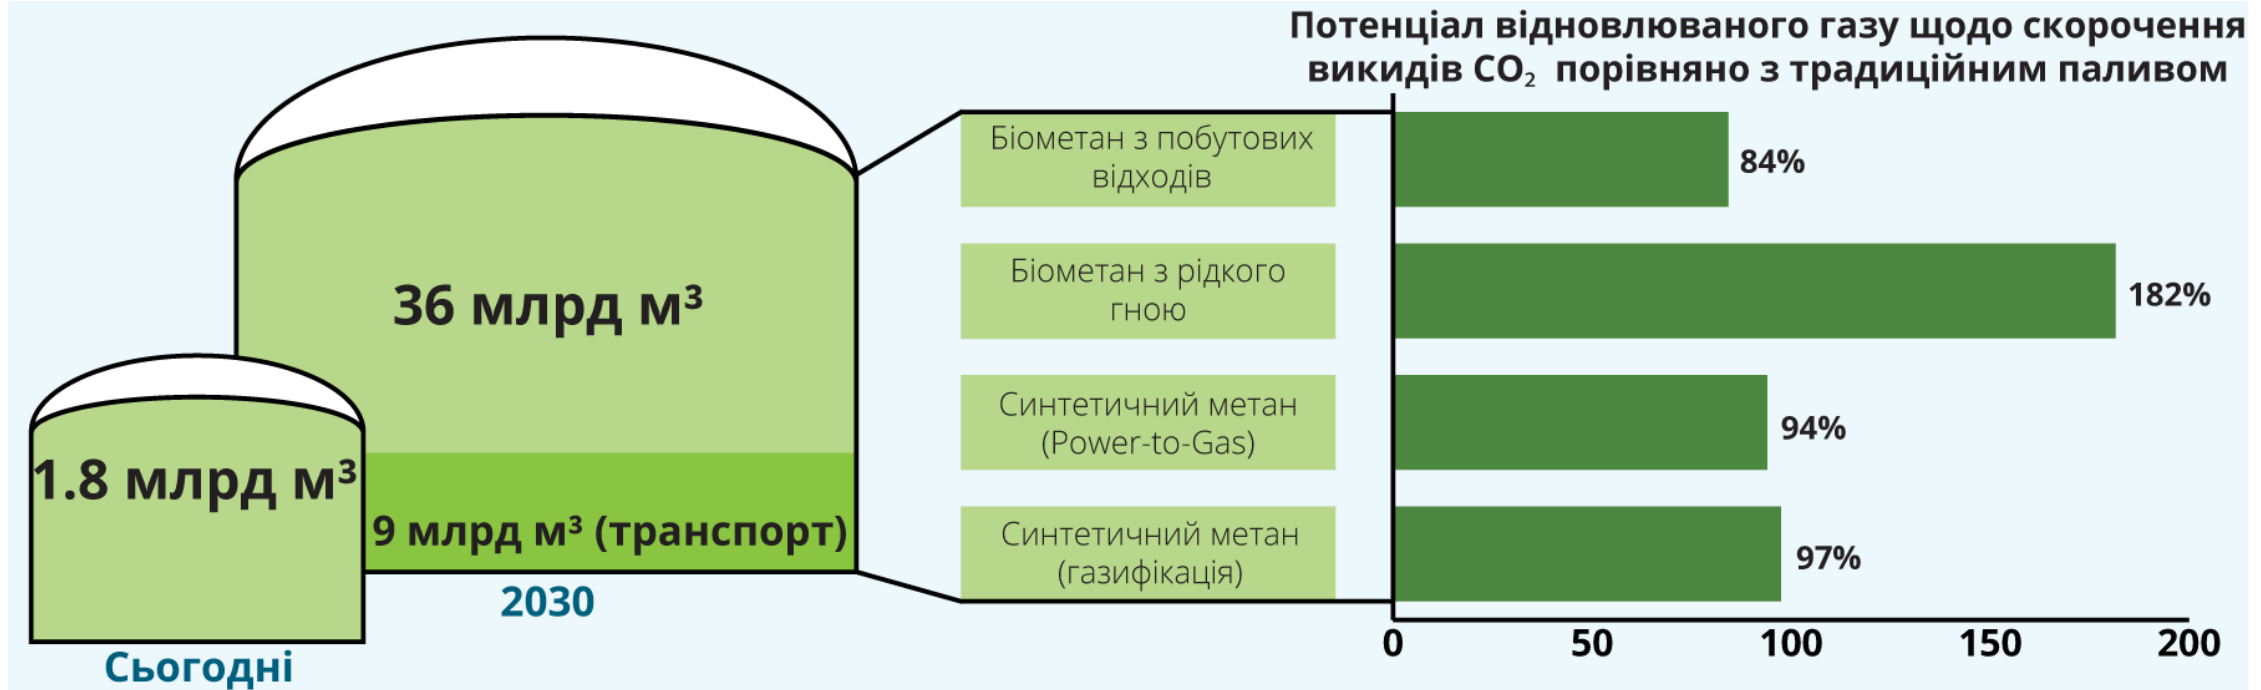 Потенціал відновлюваного газу щодо скорочення
викидів CO₂ порівняно з традиційним паливом
36 млрд м³
9 млрд м³ (транспорт)
2030
1.8 млрд м³
Сьогодні
Біометан з побутових
відходів
84%
Біометан з рідкого
гною
182%
Синтетичний метан
(Power-to-Gas)
94%
Синтетичний метан
(газифікація)
97%
0 50 100 150 200